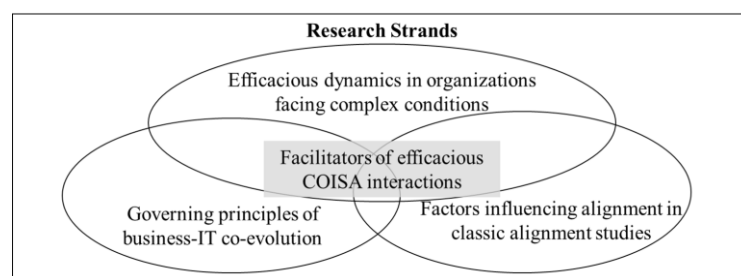 Research Strands
Efficacious dynamics in organizations
facing complex conditions
Facilitators of efficacious
COISA interactions
Governing principles of
business-IT co-evolution
Factors influencing alignment in
classic alignment studies